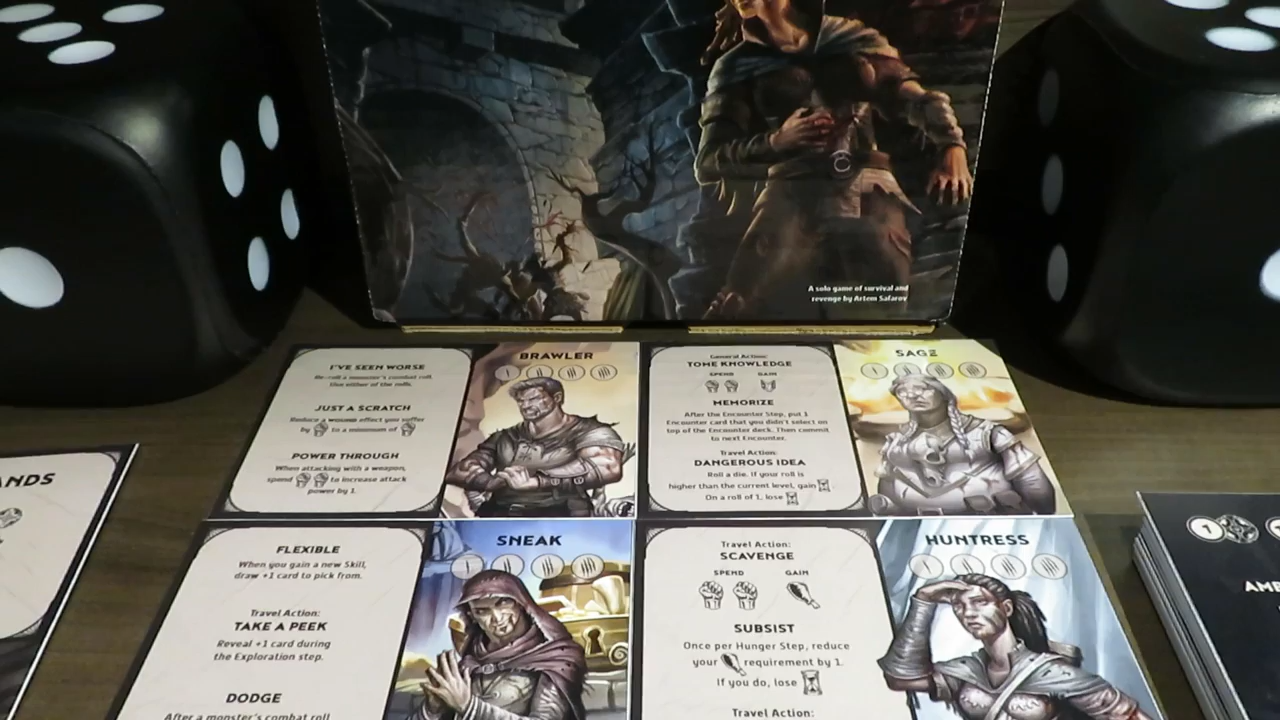 A solo game of survival and
revenge by Artem Safarov
I'VE SEEN WORSE
Re-roll a monster's combat roll.
Use either of the rolls.
JUST A SCRATCH
Reduce a WOUND effect you suffer
by to a minimum of
POWER THROUGH
When attacking with a weapon,
spend to increase attack
power by 1.
BRAWLER
General Action:
TOME KNOWLEDGE
SPEND GAIN
MEMORIZE
After the Encounter Step, put 1
Encounter card that you didn't select on
top of the Encounter deck. Then commit
to next Encounter.
Travel Action:
DANGEROUS IDEA
Roll a die. If your roll is
higher than the current level, gain
On a roll of 1, lose
SAGE
ANDS
FLEXIBLE
When you gain a new Skill,
draw +1 card to pick from.
Travel Action:
TAKE A PEEK
Reveal +1 card during
the Exploration step.
DODGE
After a monster's combat roll
SNEAK
Travel Action:
SCAVENGE
SPEND GAIN
SUBSIST
Once per Hunger Step, reduce
your requirement by 1.
If you do, lose
Travel Action:
HUNTRESS
1
AMB